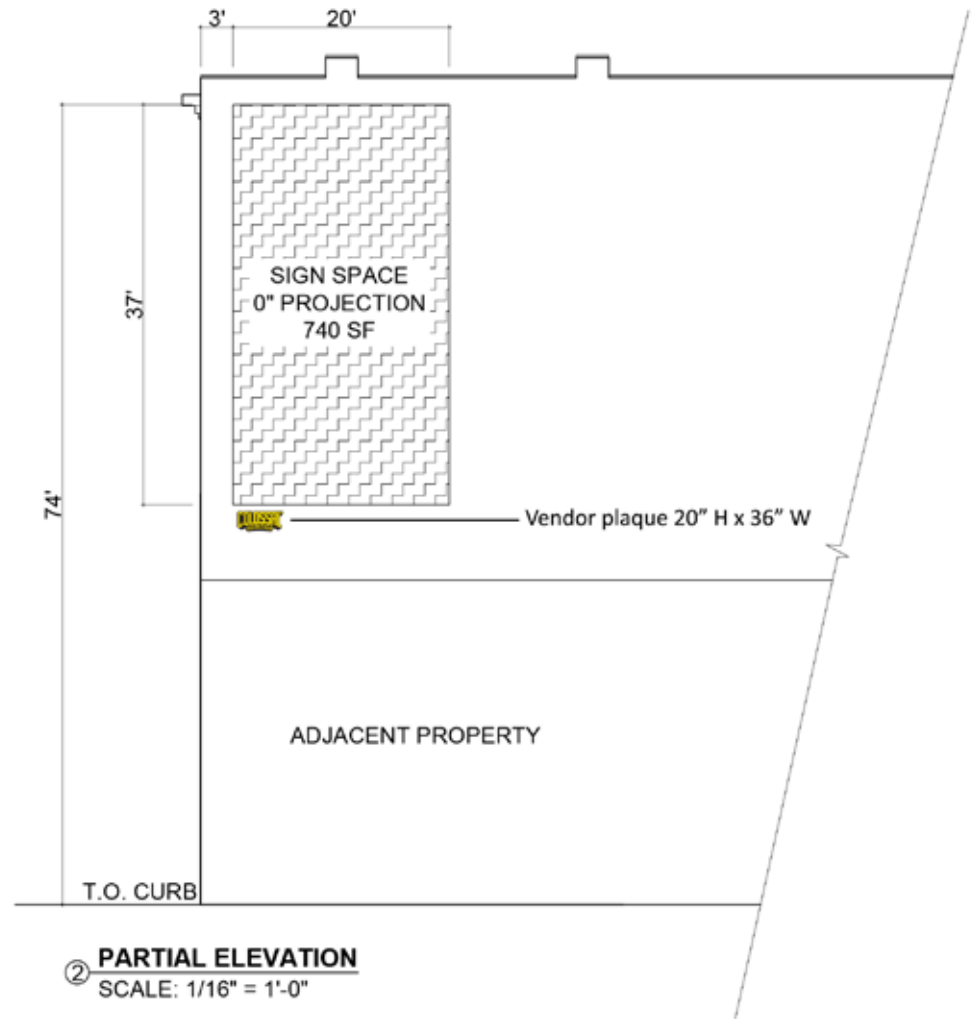 3' 20'
SIGN SPACE
0" PROJECTION
740 SF
37'
74'
COLOSSAL
Vendor plaque 20” H x 36” W
ADJACENT PROPERTY
T.O. CURB
2 PARTIAL ELEVATION
SCALE: 1/16" = 1'-0"